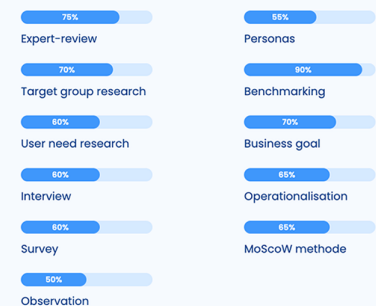 75%
Expert-review
70%
Target group research
60%
User need research
60%
Interview
60%
Survey
50%
Observation
55%
Personas
90%
Benchmarking
70%
Business goal
65%
Operationalisation
65%
MoScoW methode